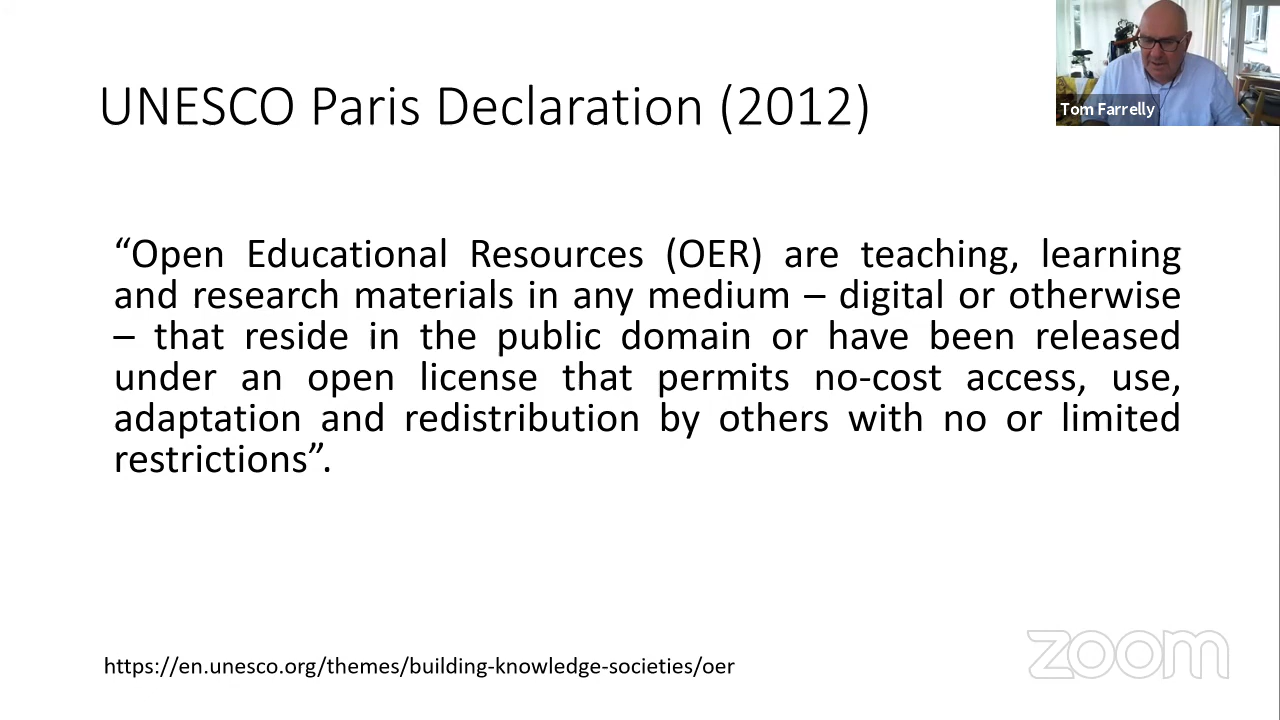 UNESCO Paris Declaration (2012)
Tom Farrelly
“Open Educational Resources (OER) are teaching, learning
and research materials in any medium – digital or otherwise
– that reside in the public domain or have been released
under an open license that permits no-cost access, use,
adaptation and redistribution by others with no or limited
restrictions”.
https://en.unesco.org/themes/building-knowledge-societies/oer
zoom